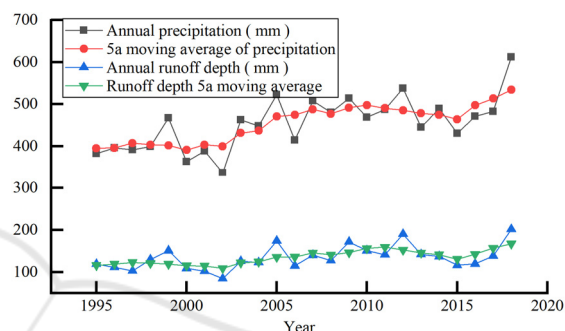 700
600
500
400
300
200
100
Annual precipitation ( mm )
5a moving average of precipitation
Annual runoff depth ( mm )
Runoff depth 5a moving average
1995 2000 2005 2010 2015 2020
Year